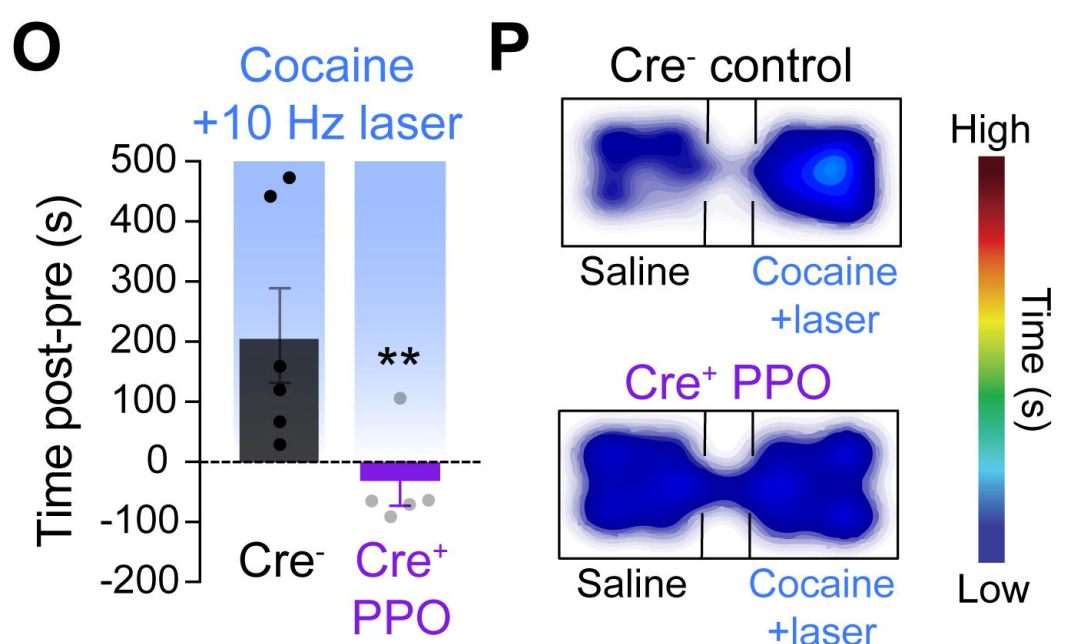 O
Cocaine
+10 Hz laser
Time post-pre (s)
500
400
300
200
100
0
-100
-200
**
Cre⁻
Cre⁺
PPO
P
Cre⁻ control
Saline
Cocaine
+laser
Cre⁺ PPO
Saline
Cocaine
+laser
High
Time (s)
Low